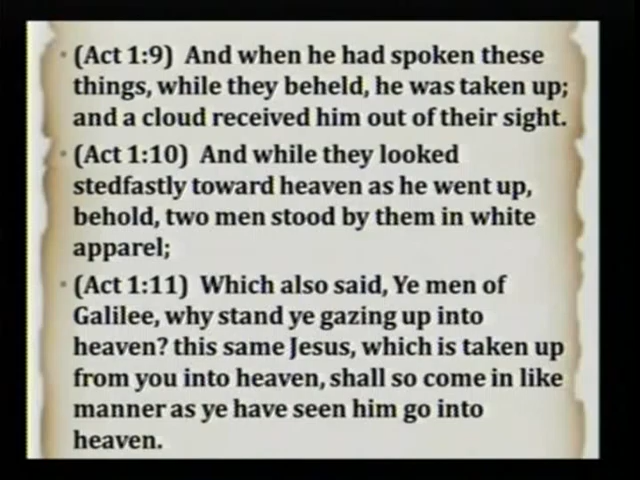 • (Act 1:9)  And when he had spoken these
things, while they beheld, he was taken up;
and a cloud received him out of their sight.
• (Act 1:10)  And while they looked
stedfastly toward heaven as he went up,
behold, two men stood by them in white
apparel;
• (Act 1:11)  Which also said, Ye men of
Galilee, why stand ye gazing up into
heaven? this same Jesus, which is taken up
from you into heaven, shall so come in like
manner as ye have seen him go into
heaven.